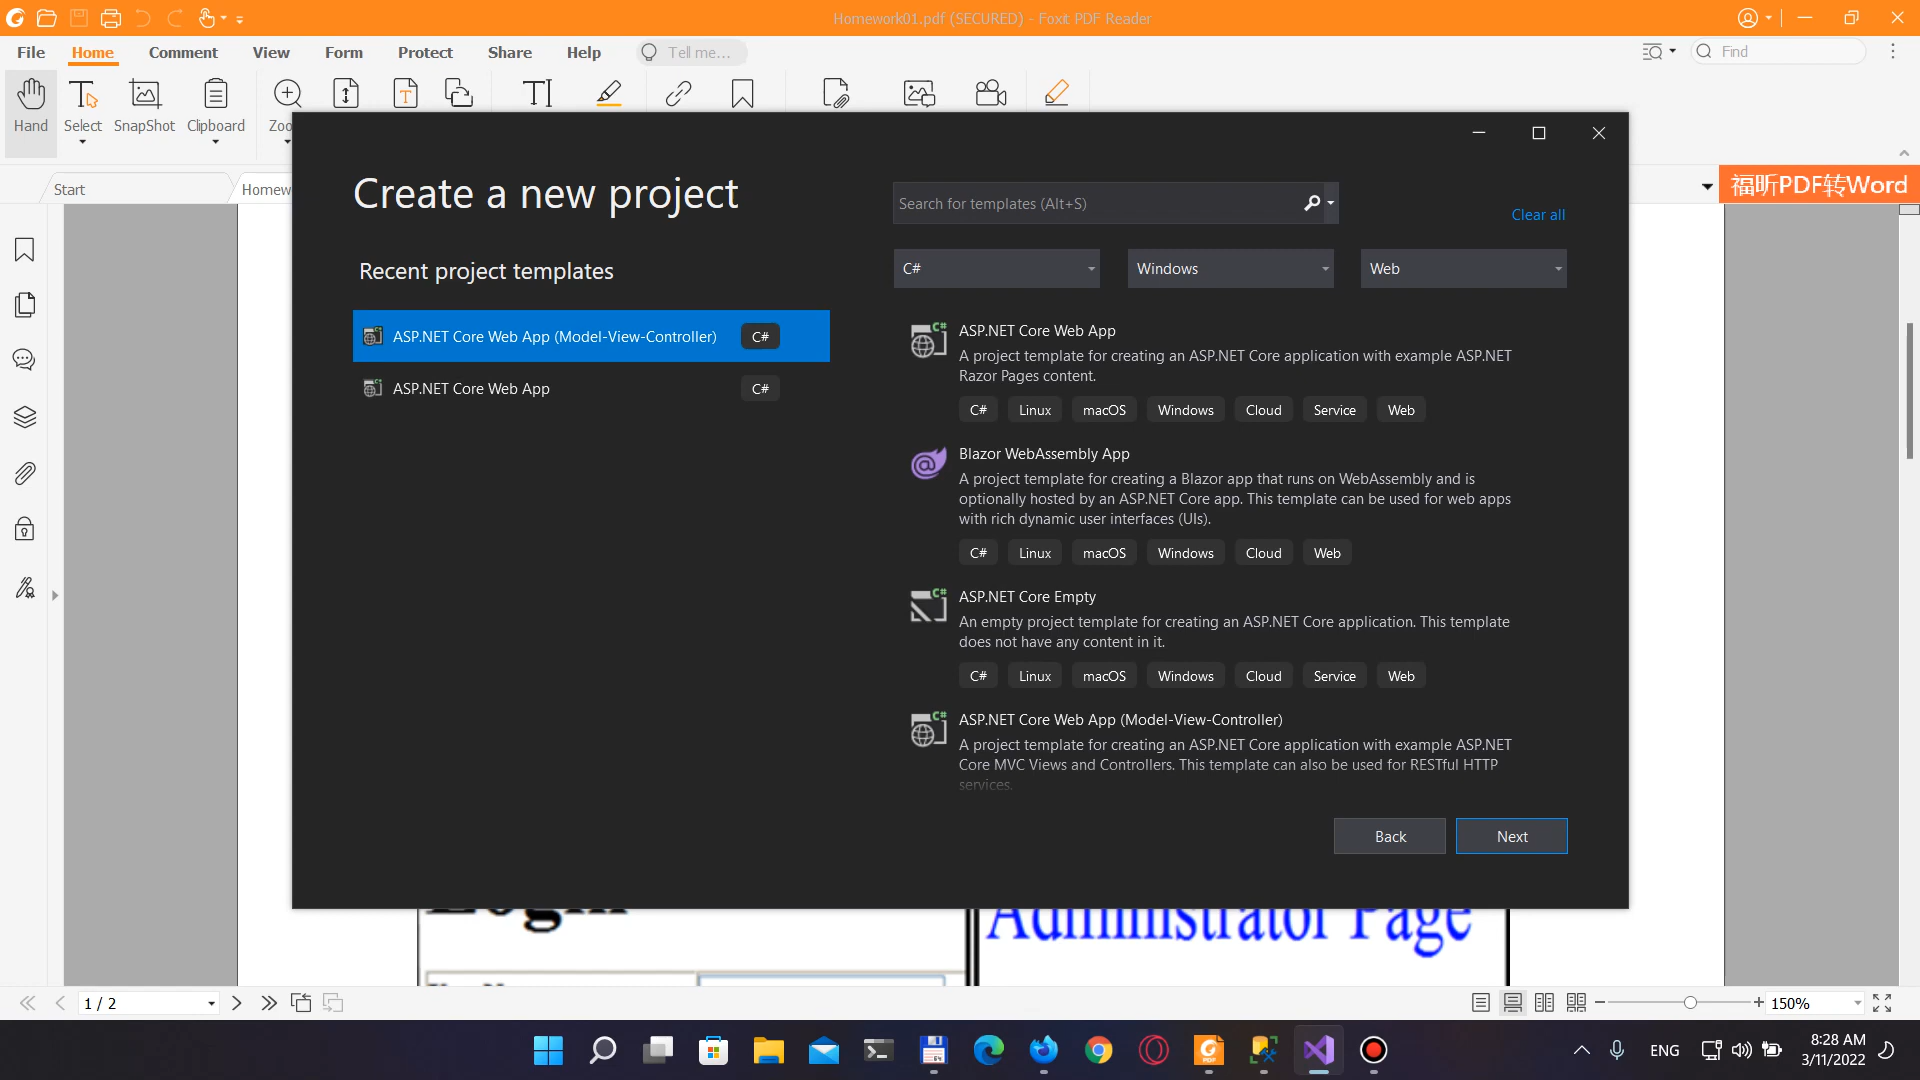 Homework01.pdf (SECURED) - Foxit PDF Reader
File Home Comment View Form Protect Share Help Tell me... Find
Hand Select SnapShot Clipboard
Start
福昕PDF转Word
Create a new project
Search for templates (Alt+S)
Clear all
Recent project templates
C# Windows Web
ASP.NET Core Web App (Model-View-Controller) C#
ASP.NET Core Web App C#
ASP.NET Core Web App
A project template for creating an ASP.NET Core application with example ASP.NET
Razor Pages content.
C# Linux macOS Windows Cloud Service Web
Blazor WebAssembly App
A project template for creating a Blazor app that runs on WebAssembly and is
optionally hosted by an ASP.NET Core app. This template can be used for web apps
with rich dynamic user interfaces (UIs).
C# Linux macOS Windows Cloud Web
ASP.NET Core Empty
An empty project template for creating an ASP.NET Core application. This template
does not have any content in it.
C# Linux macOS Windows Cloud Service Web
ASP.NET Core Web App (Model-View-Controller)
A project template for creating an ASP.NET Core application with example ASP.NET
Core MVC Views and Controllers. This template can also be used for RESTful HTTP
services.
Back Next
Login Administrator Page
1 / 2
150%
ENG
8:28 AM
3/11/2022